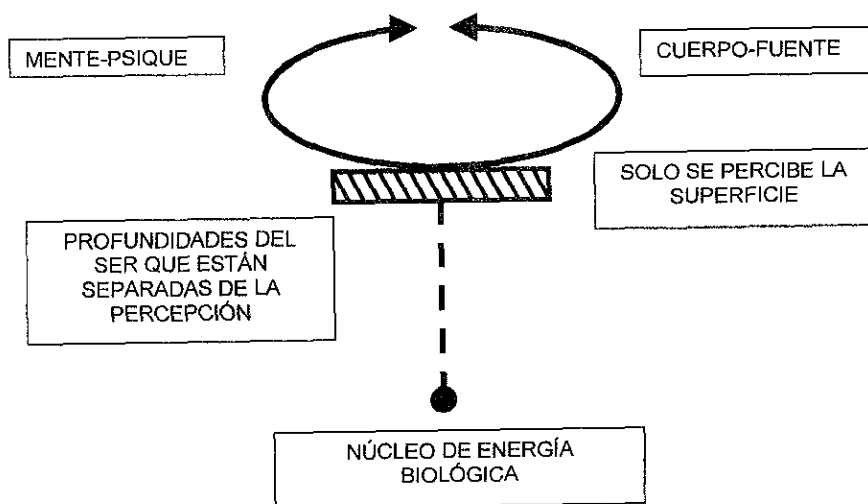 MENTE-PSIQUE
CUERPO-FUENTE
SOLO SE PERCIBE LA
SUPERFICIE
PROFUNDIDADES DEL
SER QUE ESTÁN
SEPARADAS DE LA
PERCEPCIÓN
NÚCLEO DE ENERGÍA
BIOLÓGICA